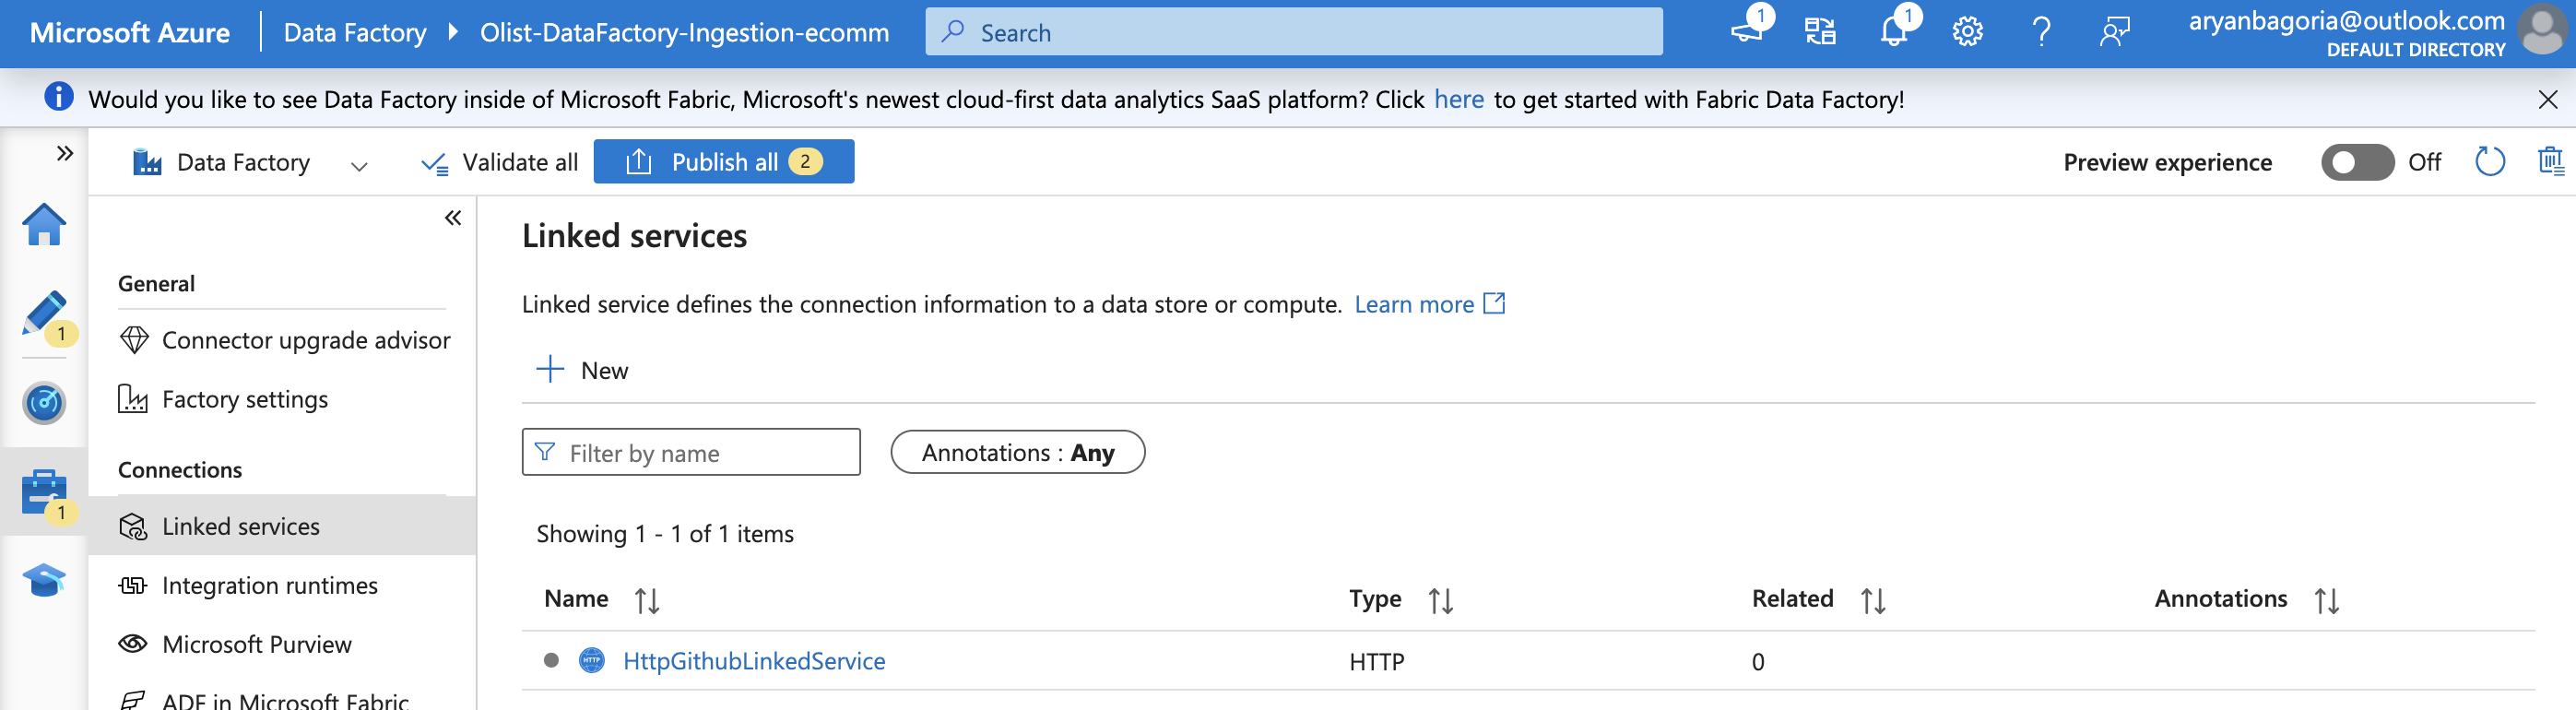 Microsoft Azure
Data Factory
Olist-DataFactory-Ingestion-ecomm
Search
1
1
aryanbagoria@outlook.com
DEFAULT DIRECTORY
Would you like to see Data Factory inside of Microsoft Fabric, Microsoft's newest cloud-first data analytics SaaS platform? Click here to get started with Fabric Data Factory!
Data Factory
Validate all
Publish all 2
Preview experience
Off
1
1
General
Connector upgrade advisor
Factory settings
Connections
Linked services
Integration runtimes
Microsoft Purview
ADF in Microsoft Fabric
Linked services
Linked service defines the connection information to a data store or compute. Learn more
New
Filter by name
Annotations : Any
Showing 1 - 1 of 1 items
Name Type Related Annotations
HTTP HttpGithubLinkedService HTTP 0